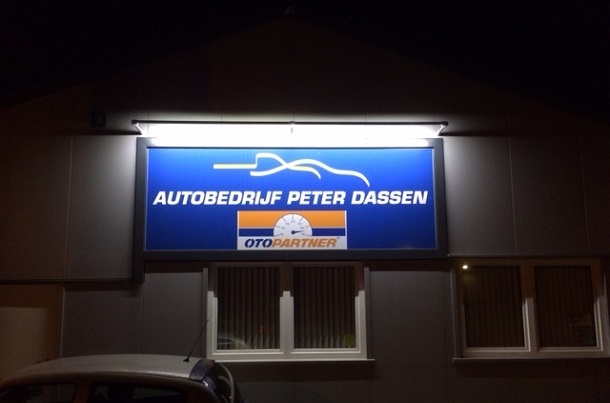 AUTOBEDRIJF PETER DASSEN
OTOPARTNER